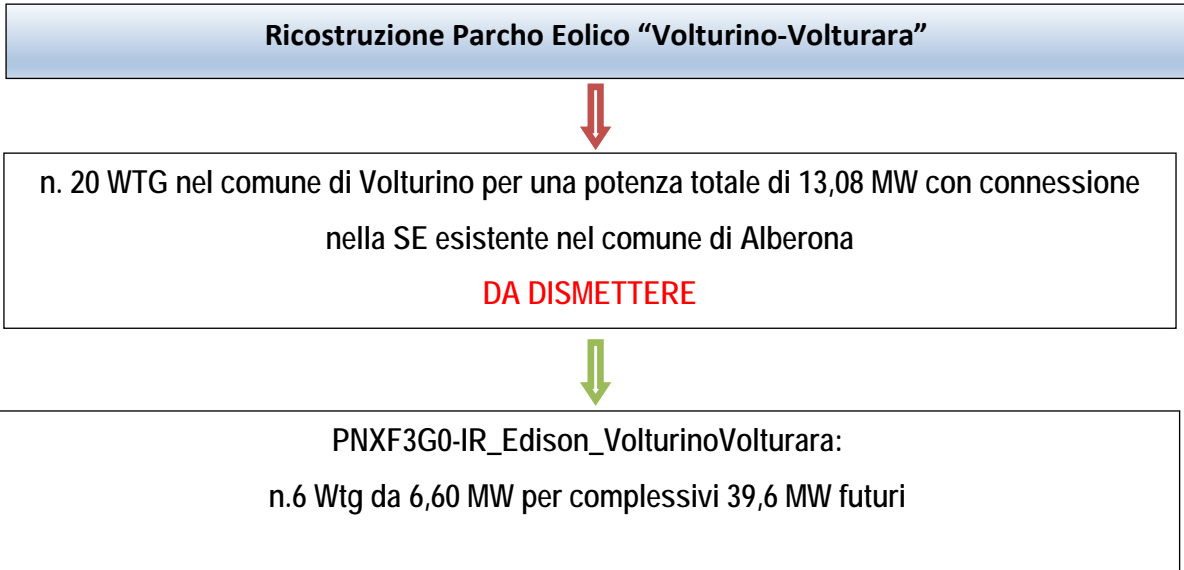 Ricostruzione Parcho Eolico “Volturino-Volturara”
n. 20 WTG nel comune di Volturino per una potenza totale di 13,08 MW con connessione
nella SE esistente nel comune di Alberona
DA DISMETTERE
PNXF3G0-IR_Edison_VolturinoVolturara:
n.6 Wtg da 6,60 MW per complessivi 39,6 MW futuri